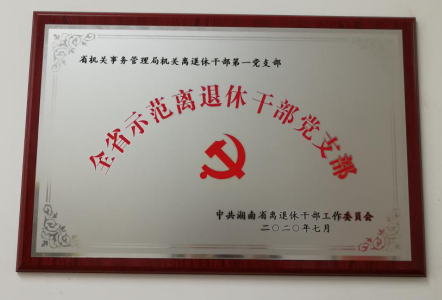 省机关事务管理局机关离退休干部第一党支部
全省示范离退休干部党支部
中共湖南省离退休干部工作委员会
二〇二〇年七月